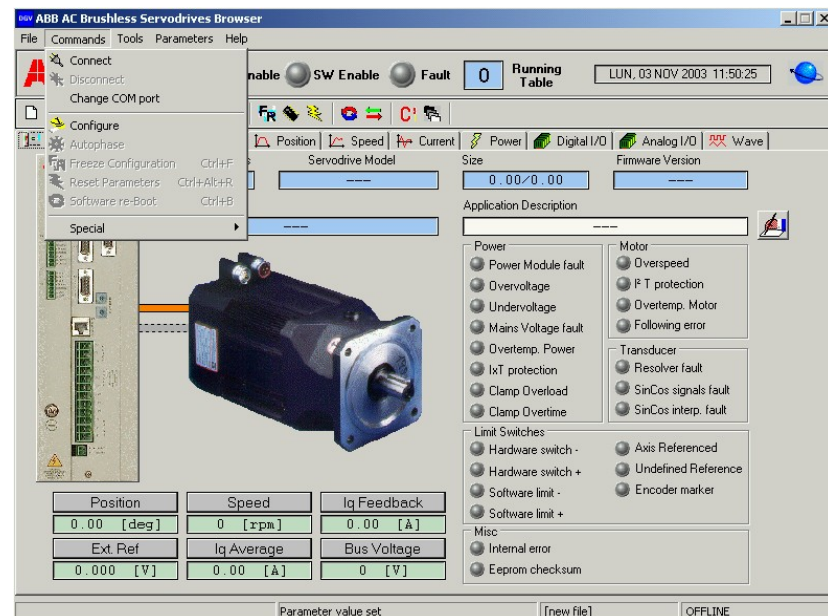 DGV ABB AC Brushless Servodrives Browser
File Commands Tools Parameters Help
Connect
Disconnect
Change COM port
Configure
Autophase
Freeze Configuration Ctrl+F
Reset Parameters Ctrl+Alt+R
Software re-Boot Ctrl+B
Special
SW Enable Fault 0 Running Table LUN, 03 NOV 2003 11:50:25
Position Speed Current Power Digital I/O Analog I/O Wave
Servodrive Model Size Firmware Version
--- 0.00/0.00 ---
Application Description
--- ---
Power
Power Module fault
Overvoltage
Undervoltage
Mains Voltage fault
Overtemp. Power
IxT protection
Clamp Overload
Clamp Overtime
Motor
Overspeed
I² T protection
Overtemp. Motor
Following error
Transducer
Resolver fault
SinCos signals fault
SinCos interp. fault
Limit Switches
Hardware switch -
Hardware switch +
Software limit -
Software limit +
Axis Referenced
Undefined Reference
Encoder marker
Misc
Internal error
Eeprom checksum
Position Speed Iq Feedback
0.00 [deg] 0 [rpm] 0.00 [A]
Ext. Ref Iq Average Bus Voltage
0.000 [V] 0.00 [A] 0 [V]
Parameter value set [new file] OFFLINE